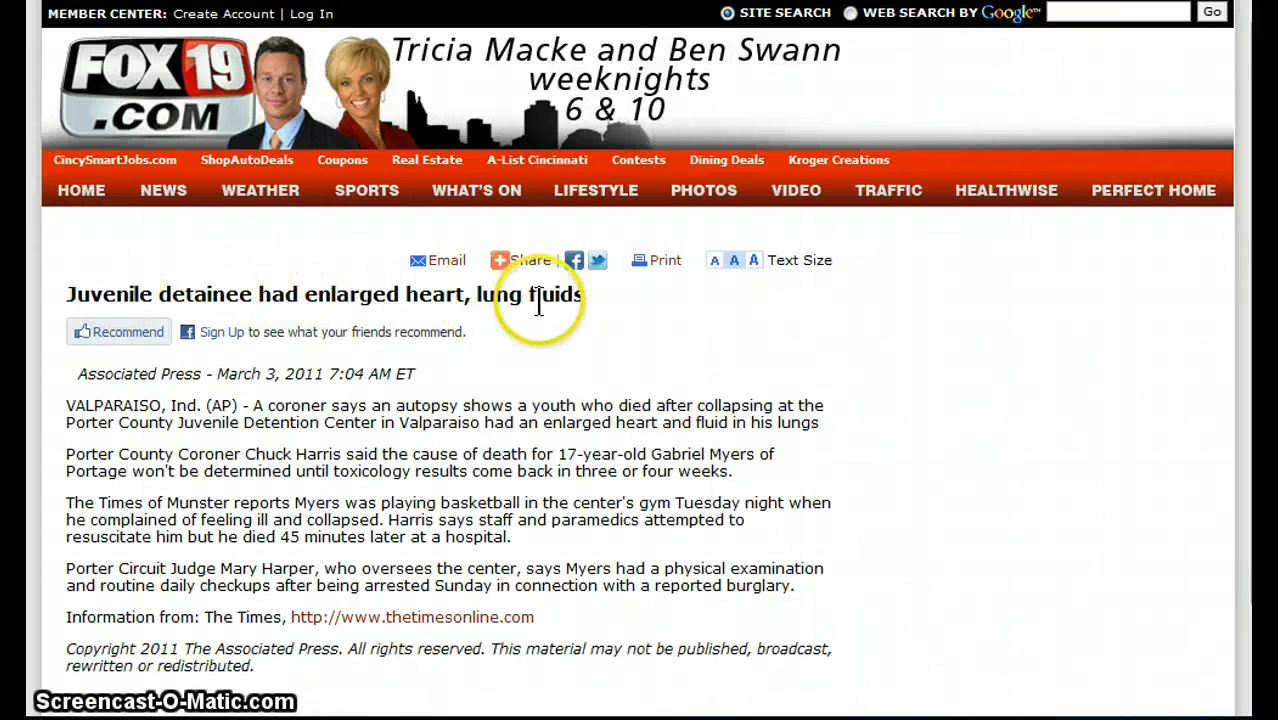 MEMBER CENTER: Create Account | Log In
SITE SEARCH WEB SEARCH BY Google™ Go
FOX 19
.COM
Tricia Macke and Ben Swann
weeknights
6 & 10
CincySmartJobs.com ShopAutoDeals Coupons Real Estate A-List Cincinnati Contests Dining Deals Kroger Creations
HOME NEWS WEATHER SPORTS WHAT'S ON LIFESTYLE PHOTOS VIDEO TRAFFIC HEALTHWISE PERFECT HOME
Email Share | Print A A A Text Size
Juvenile detainee had enlarged heart, lung fluids
Recommend Sign Up to see what your friends recommend.
Associated Press - March 3, 2011 7:04 AM ET
VALPARAISO, Ind. (AP) - A coroner says an autopsy shows a youth who died after collapsing at the
Porter County Juvenile Detention Center in Valparaiso had an enlarged heart and fluid in his lungs
Porter County Coroner Chuck Harris said the cause of death for 17-year-old Gabriel Myers of
Portage won't be determined until toxicology results come back in three or four weeks.
The Times of Munster reports Myers was playing basketball in the center's gym Tuesday night when
he complained of feeling ill and collapsed. Harris says staff and paramedics attempted to
resuscitate him but he died 45 minutes later at a hospital.
Porter Circuit Judge Mary Harper, who oversees the center, says Myers had a physical examination
and routine daily checkups after being arrested Sunday in connection with a reported burglary.
Information from: The Times, http://www.thetimesonline.com
Copyright 2011 The Associated Press. All rights reserved. This material may not be published, broadcast,
rewritten or redistributed.
Screencast-O-Matic.com